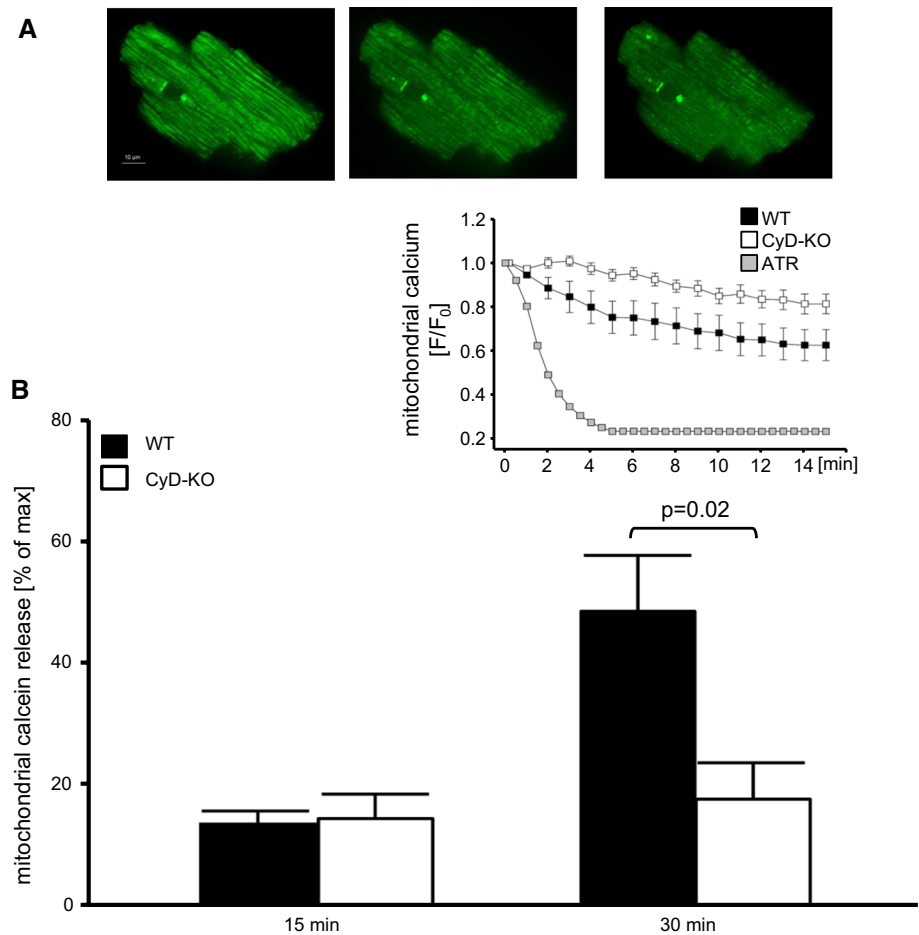 A
10 µm
1.2
1.0
0.8
0.6
0.4
0.2
mitochondrial calcium
[F/F₀]
WT
CyD-KO
ATR
0 2 4 6 8 10 12 14 [min]
B
80
60
40
20
0
mitochondrial calcein release [% of max]
WT
CyD-KO
p=0.02
15 min
30 min